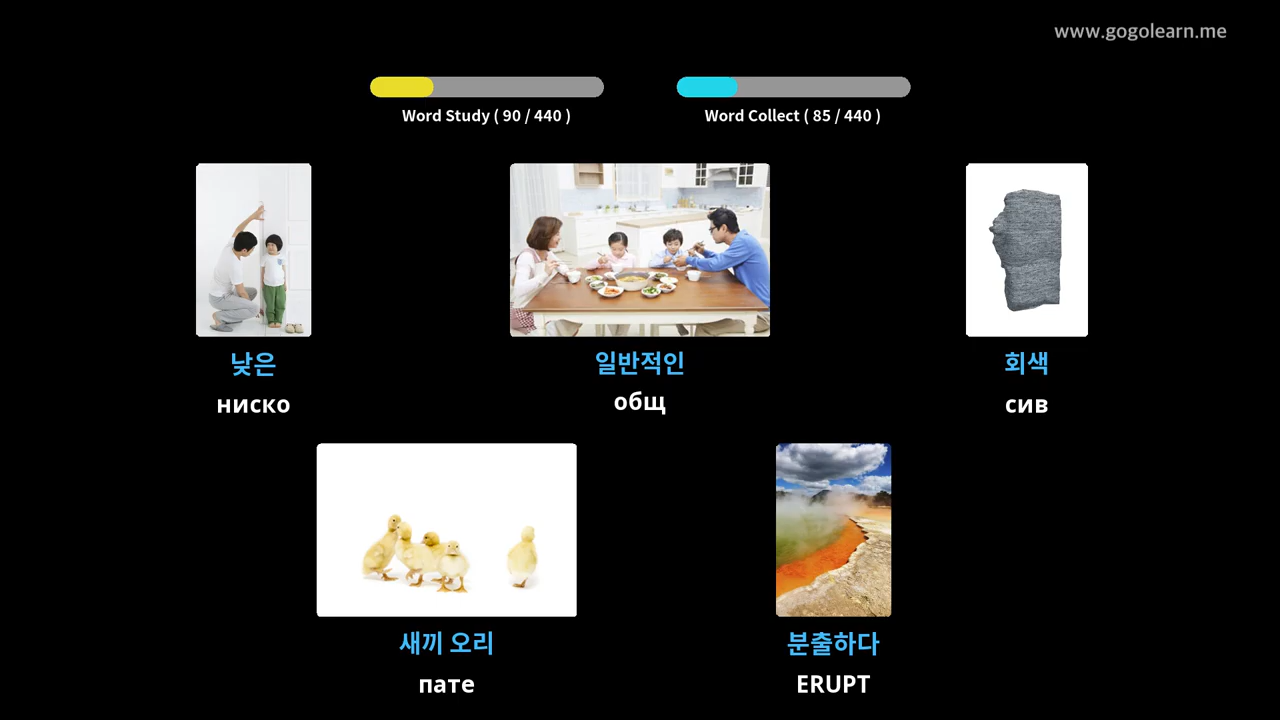 www.gogolearn.me
Word Study ( 90 / 440 )
Word Collect ( 85 / 440 )
낮은
일반적인
회색
ниско
общ
сив
새끼 오리
분출하다
пате
ERUPT